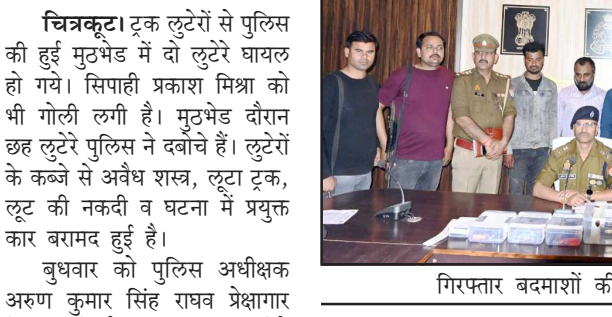 चित्रकूट। ट्रक लुटेरों से पुलिस
की हुई मुठभेड में दो लुटेरे घायल
हो गये। सिपाही प्रकाश मिश्रा को
भी गोली लगी है। मुठभेड दौरान
छह लुटेरे पुलिस ने दबोचे हैं। लुटेरों
के कब्जे से अवैध शस्त्र, लूटा ट्रक,
लूट की नकदी व घटना में प्रयुक्त
कार बरामद हुई है।
बुधवार को पुलिस अधीक्षक
अरुण कुमार सिंह राघव प्रेक्षागार
गिरफ्तार बदमाशों की